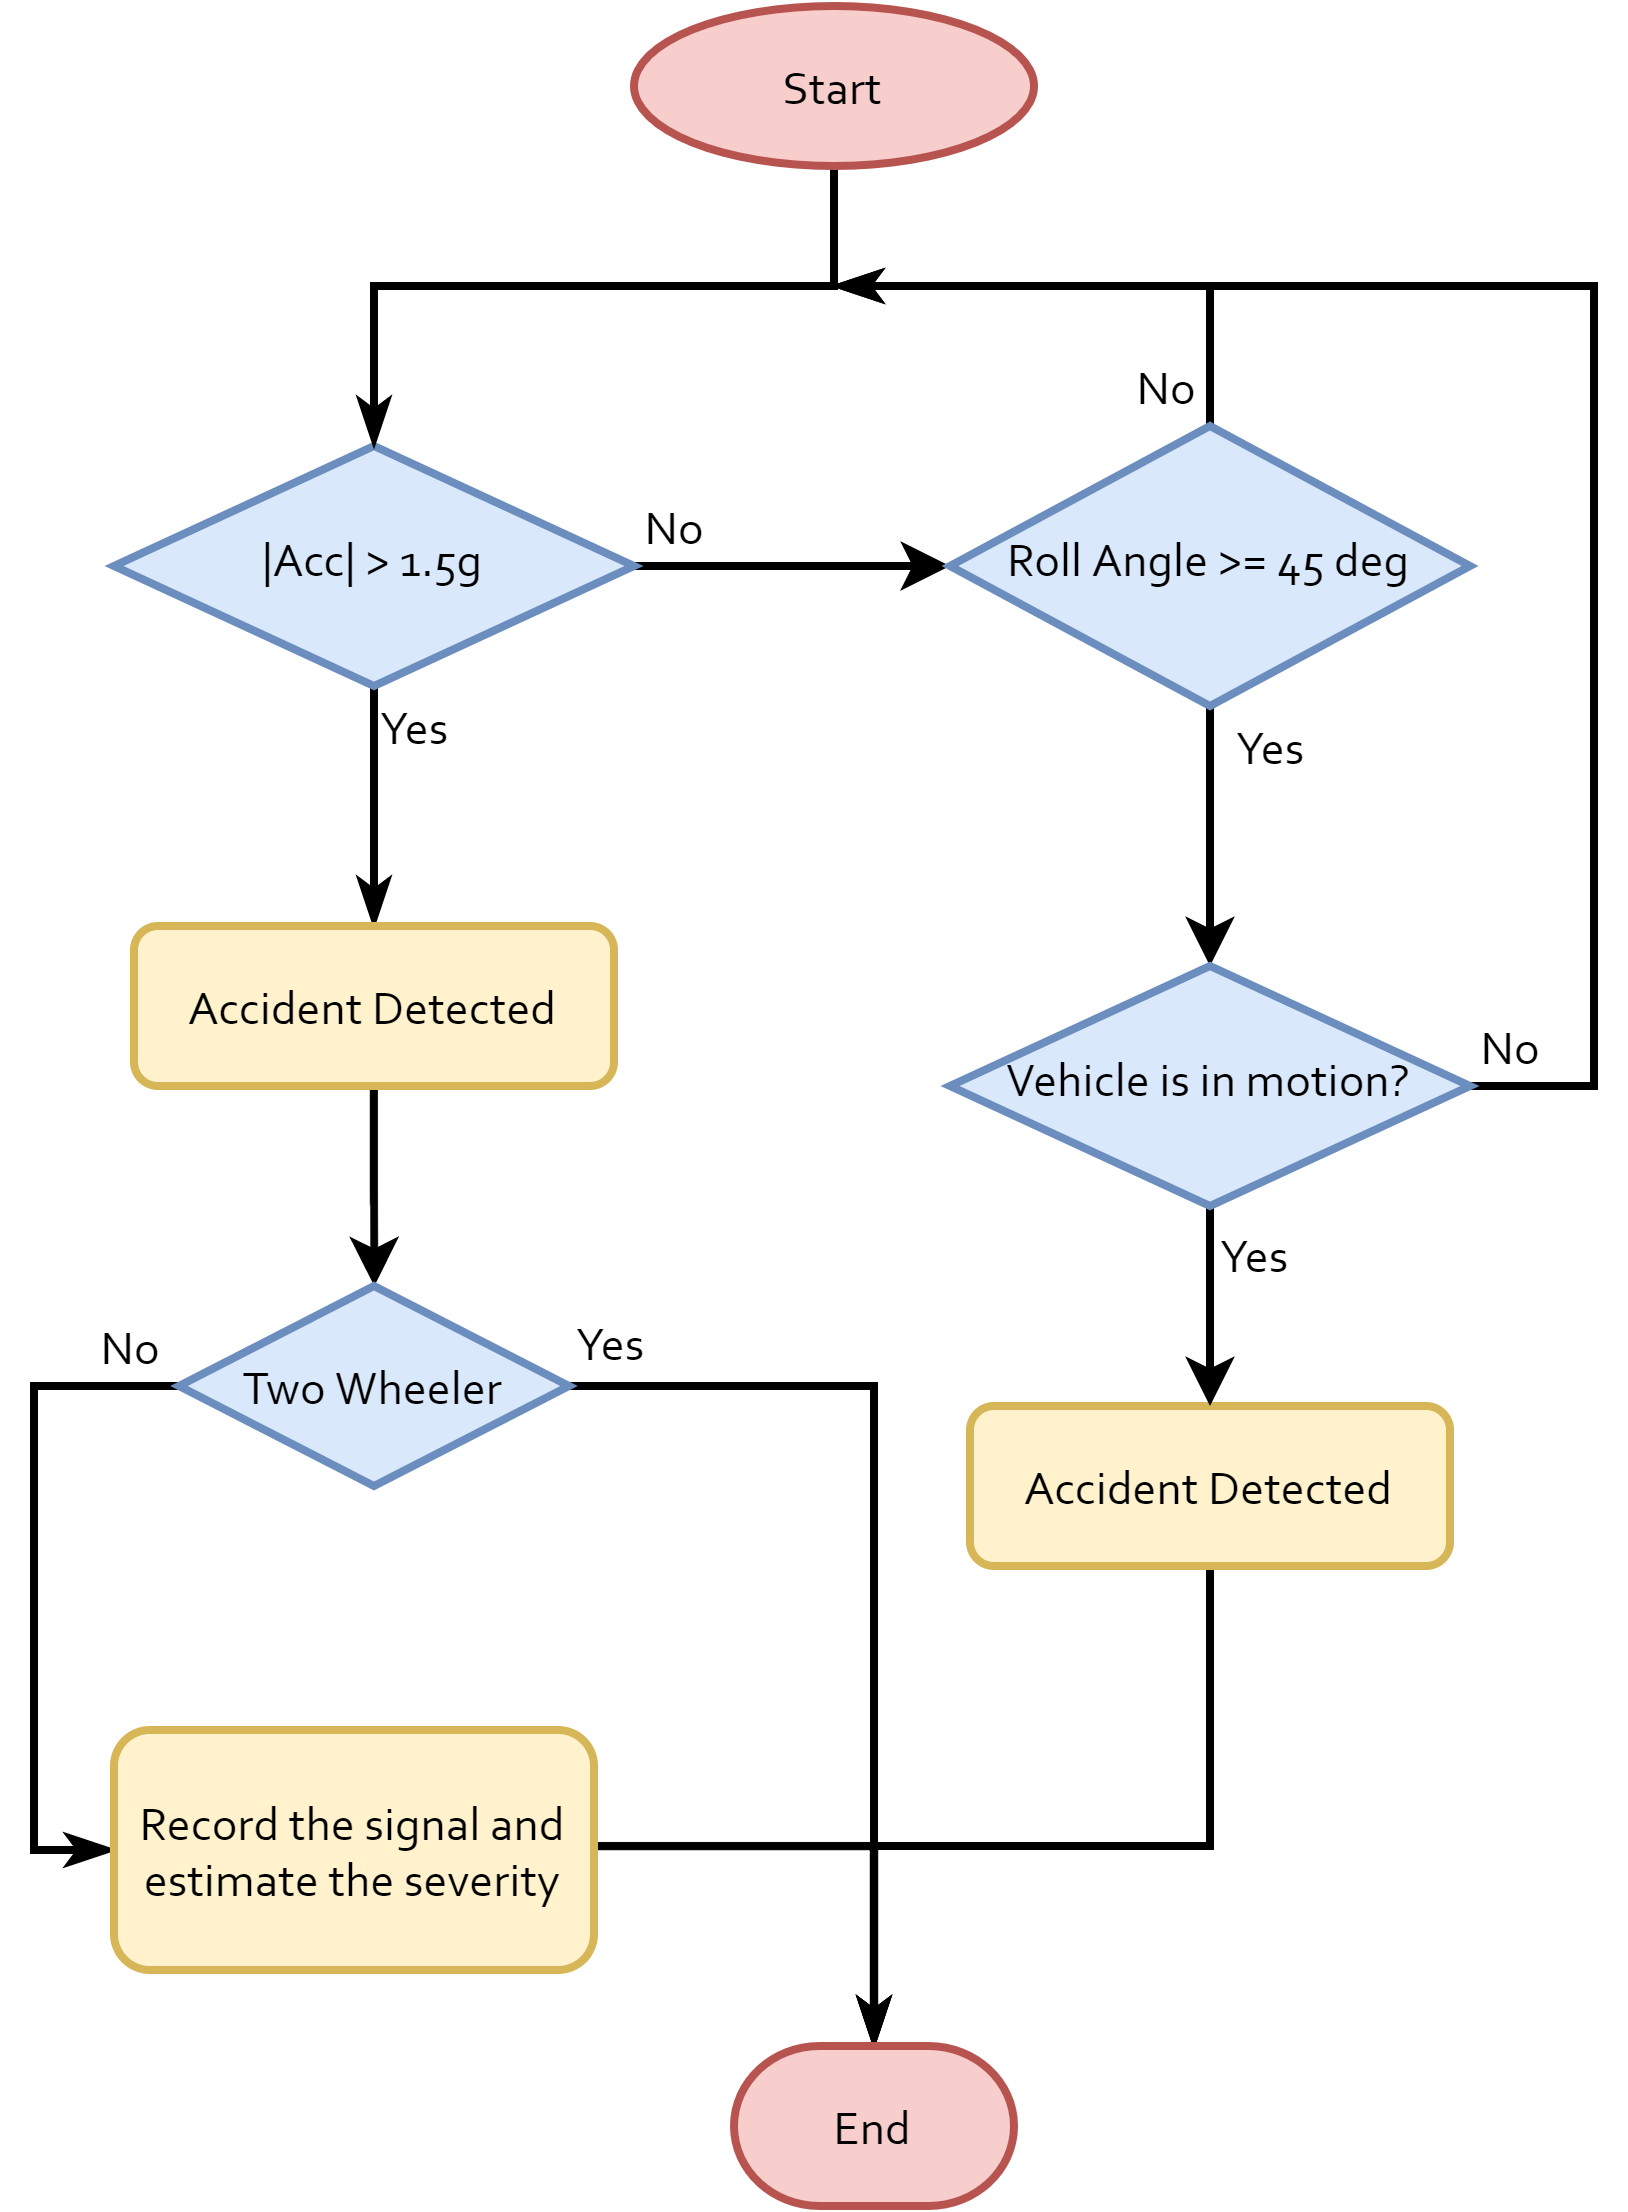 Start
No
|Acc| > 1.5g
No
Roll Angle >= 45 deg
Yes
Yes
Accident Detected
Vehicle is in motion?
No
Yes
No
Two Wheeler
Yes
Accident Detected
Record the signal and
estimate the severity
End